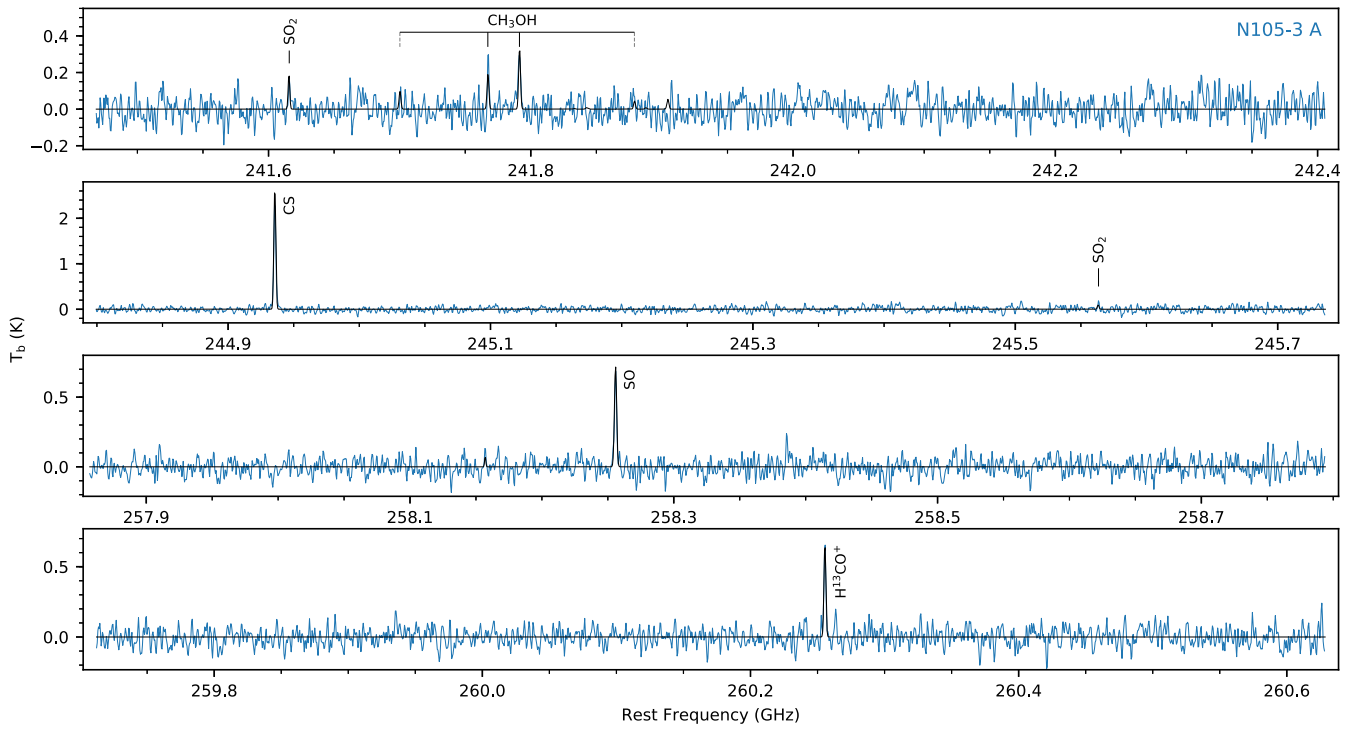 N105-3 A
SO₂
CH₃OH
0.4
0.2
0.0
−0.2
241.6 241.8 242.0 242.2 242.4
CS
SO₂
2
1
0
244.9 245.1 245.3 245.5 245.7
T_b (K)
SO
0.5
0.0
257.9 258.1 258.3 258.5 258.7
H¹³CO⁺
0.5
0.0
259.8 260.0 260.2 260.4 260.6
Rest Frequency (GHz)